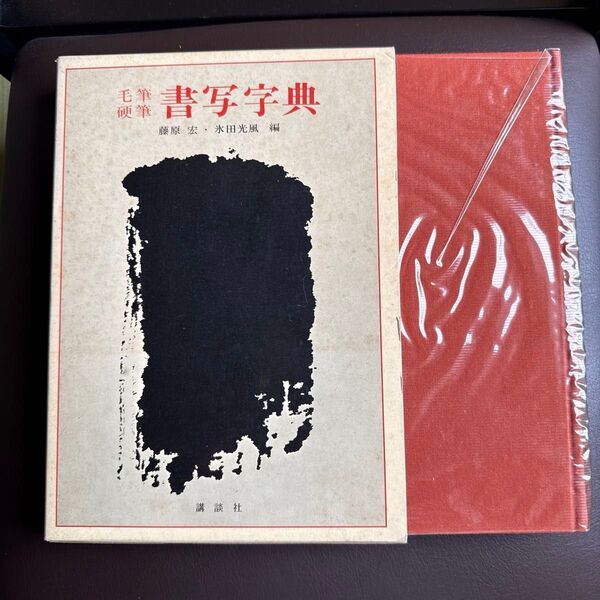 毛筆
硬筆
書写字典
藤原 宏・氷田光風 編
講談社